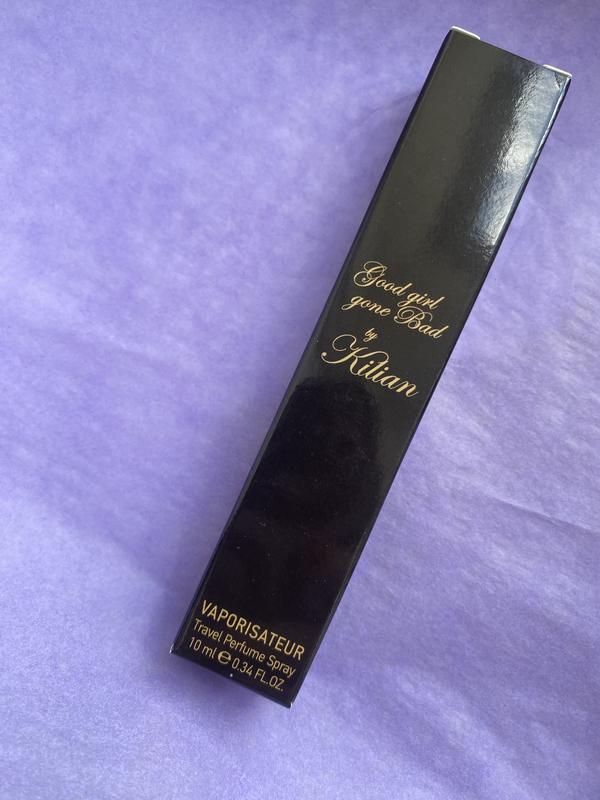 Good girl
gone Bad
by
Kilian
VAPORISATEUR
Travel Perfume Spray
10 ml ℮ 0.34 FL.OZ.